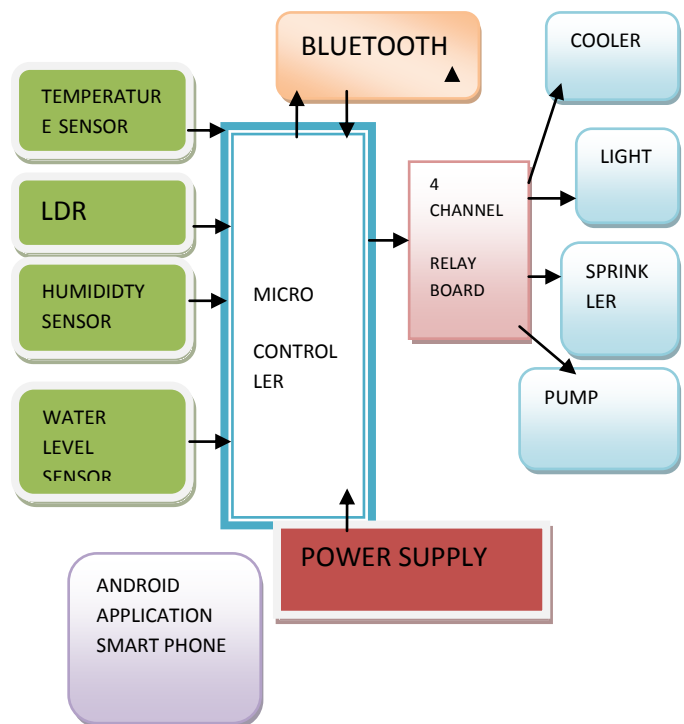 BLUETOOTH
COOLER
TEMPERATUR
E SENSOR
LIGHT
LDR
4
CHANNEL
RELAY
BOARD
HUMIDIDTY
SENSOR
MICRO
CONTROL
LER
SPRINK
LER
PUMP
WATER
LEVEL
SENSOR
POWER SUPPLY
ANDROID
APPLICATION
SMART PHONE